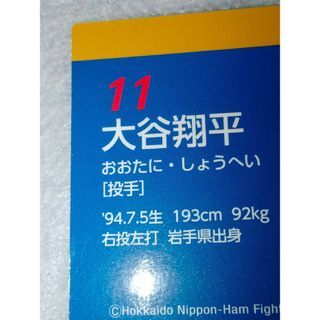 11
大谷翔平
おおたに・しょうへい
[投手]
'94.7.5生 193cm 92kg
右投左打 岩手県出身
©Hokkaido Nippon-Ham Fight